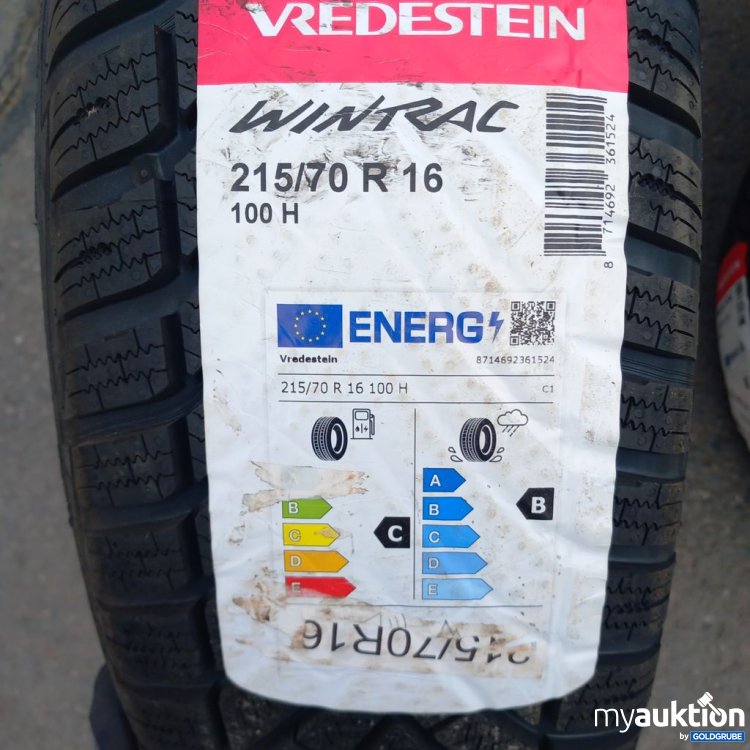 VREDESTEIN
WINTRAC
215/70 R 16
100 H
8 714692 361524
ENERG
Vredestein 8714692361524
215/70 R 16 100 H C1
A
B B
B
C C
C
D D
E E
215/70R16
myauktion
by GOLDGRUBE